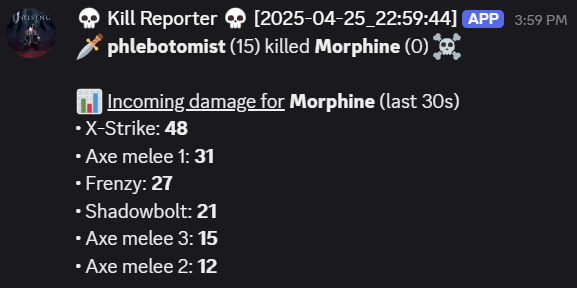 V RISING
💀 Kill Reporter 💀 [2025-04-25_22:59:44] APP 3:59 PM
🗡️ phlebotomist (15) killed Morphine (0) ☠️
📊 Incoming damage for Morphine (last 30s)
• X-Strike: 48
• Axe melee 1: 31
• Frenzy: 27
• Shadowbolt: 21
• Axe melee 3: 15
• Axe melee 2: 12